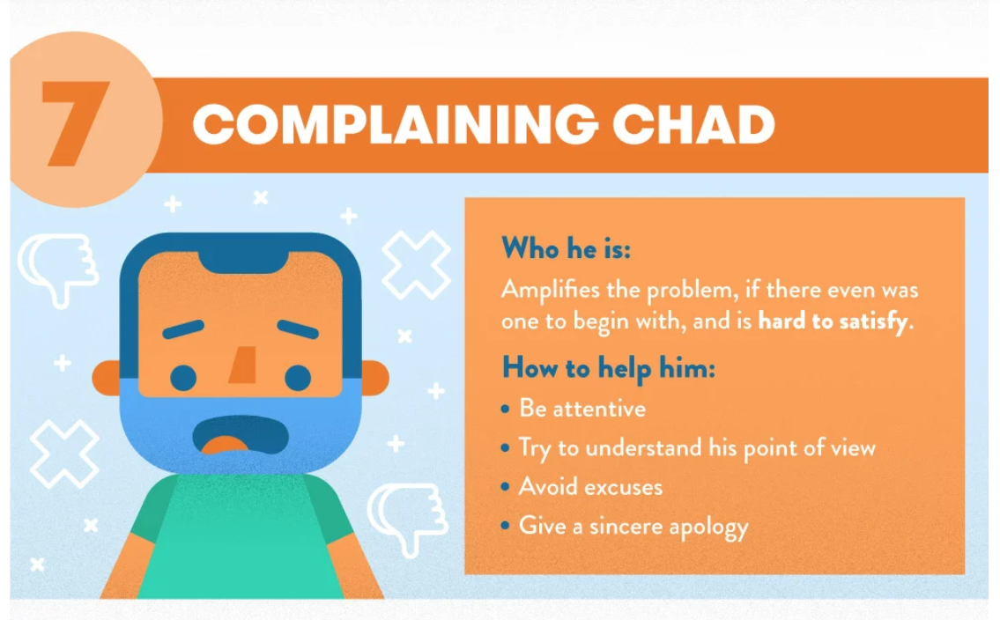 7
COMPLAINING CHAD
Who he is:
Amplifies the problem, if there even was
one to begin with, and is hard to satisfy.
How to help him:
• Be attentive
• Try to understand his point of view
• Avoid excuses
• Give a sincere apology